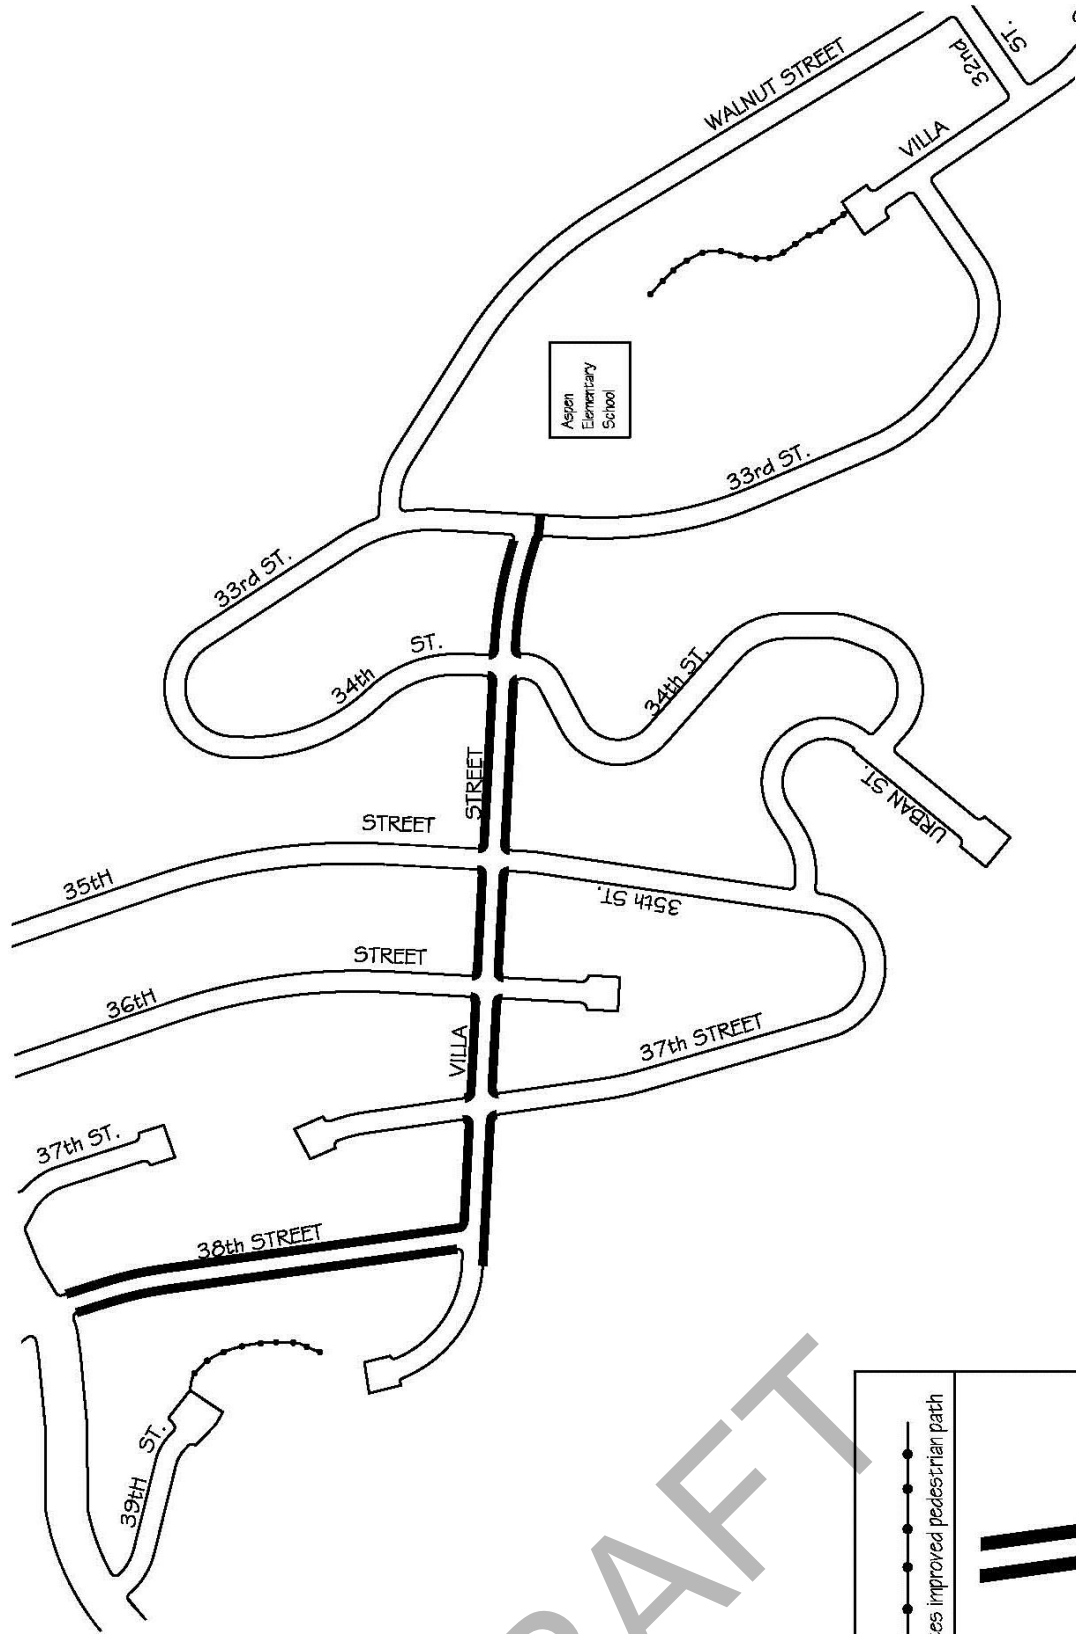 WALNUT STREET
32nd
ST.
VILLA
Aspen
Elementary
School
33rd ST.
33rd ST.
34th
ST.
34th ST.
STREET
URBAN ST.
35tH
STREET
35th ST.
36tH
STREET
VILLA
37th STREET
37th ST.
38th STREET
39tH
ST.
improved pedestrian path